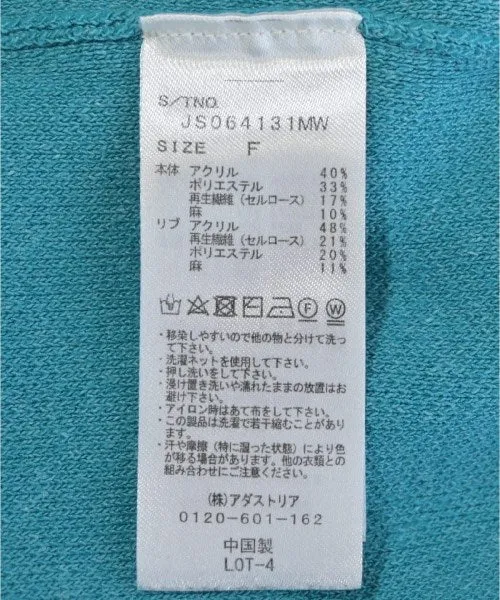 S/TNO.
JS064131MW
SIZE F
本体 アクリル 40%
ポリエステル 33%
再生繊維（セルロース） 17%
麻 10%
リブ アクリル 48%
再生繊維（セルロース） 21%
ポリエステル 20%
麻 11%
F W
・移染しやすいので他の物と分けて洗っ
て下さい。
・洗濯ネットを使用して下さい。
・押し洗いをして下さい。
・浸け置き洗いや濡れたままの放置はお
避け下さい。
・アイロン時はあて布をして下さい。
・この製品は洗濯で若干縮むことがあり
ます。
・汗や摩擦（特に湿った状態）により色
が移る場合があります。他の衣類との
組み合わせにご注意ください。
(株)アダストリア
0120-601-162
中国製
LOT-4